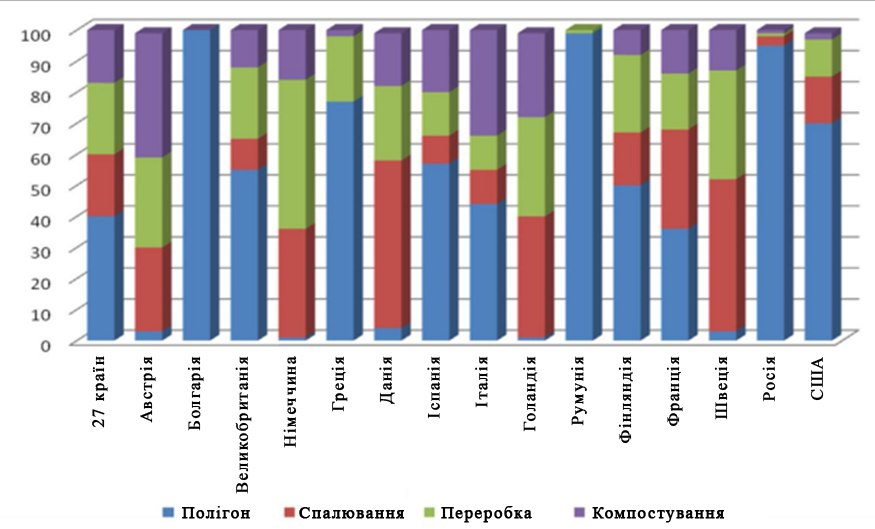 100
90
80
70
60
50
40
30
20
10
0
27 країн
Австрія
Болгарія
Великобританія
Німеччина
Греція
Данія
Іспанія
Італія
Голандія
Румунія
Фінляндія
Франція
Швеція
Росія
США
Полігон Спалювання Переробка Компостування